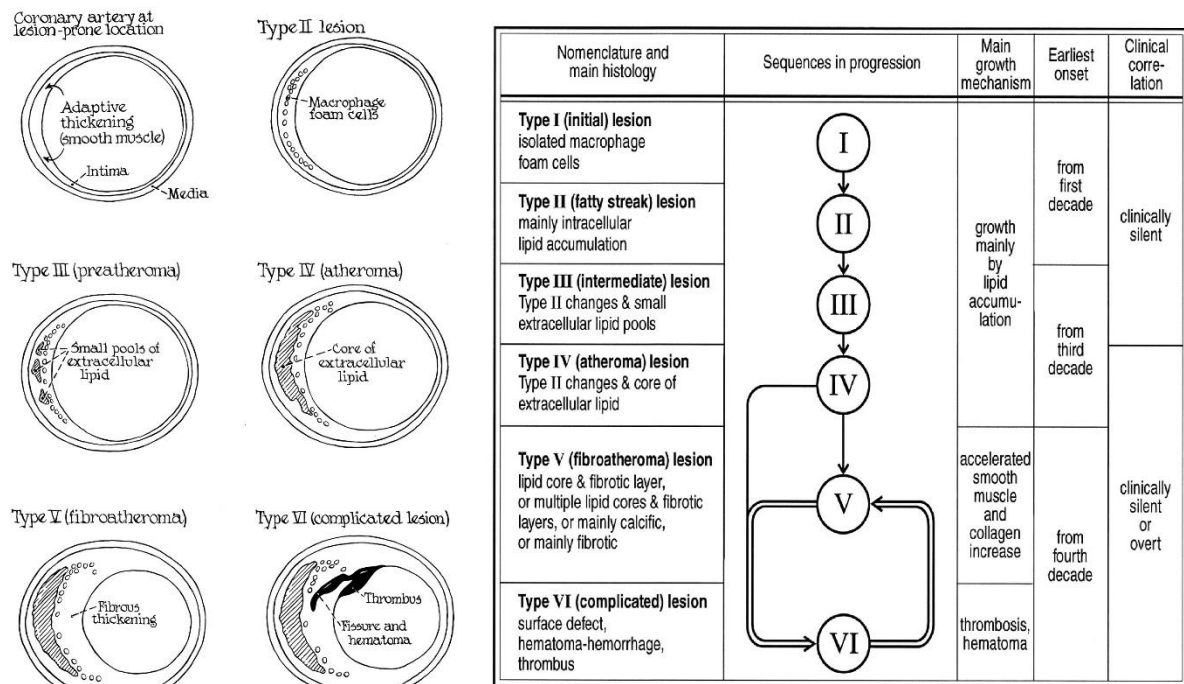 Coronary artery at
lesion-prone location
Adaptive
thickening
(smooth muscle)
Intima
Media
Type II lesion
Macrophage
foam cells
Type III (preatheroma)
Small pools of
extracellular
lipid
Type IV (atheroma)
Core of
extracellular
lipid
Type V (fibroatheroma)
Fibrous
thickening
Type VI (complicated lesion)
Thrombus
Fissure and
hematoma
Nomenclature and
main histology
Sequences in progression
Main
growth
mechanism
Earliest
onset
Clinical
corre-
lation
Type I (initial) lesion
isolated macrophage
foam cells
Type II (fatty streak) lesion
mainly intracellular
lipid accumulation
Type III (intermediate) lesion
Type II changes & small
extracellular lipid pools
Type IV (atheroma) lesion
Type II changes & core of
extracellular lipid
Type V (fibroatheroma) lesion
lipid core & fibrotic layer,
or multiple lipid cores & fibrotic
layers, or mainly calcific,
or mainly fibrotic
Type VI (complicated) lesion
surface defect,
hematoma-hemorrhage,
thrombus
I
II
III
IV
V
VI
growth
mainly
by
lipid
accumu-
lation
accelerated
smooth
muscle
and
collagen
increase
thrombosis,
hematoma
from
first
decade
from
third
decade
from
fourth
decade
clinically
silent
clinically
silent
or
overt